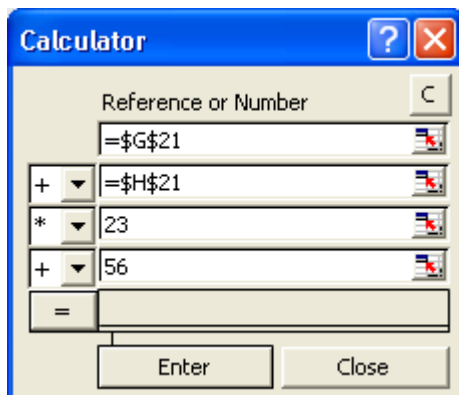 Calculator ?
Reference or Number C
=$G$21
+ =$H$21
* 23
+ 56
=
Enter Close